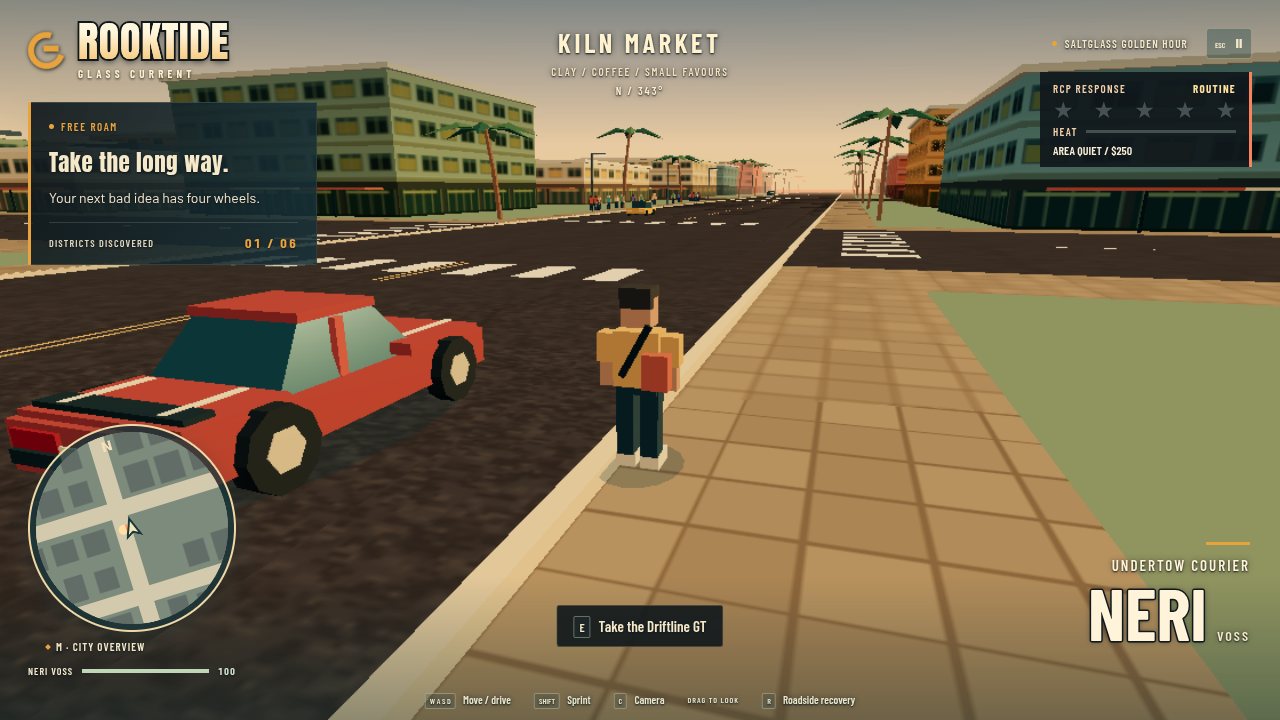 ROOKTIDE
GLASS CURRENT
FREE ROAM
Take the long way.
Your next bad idea has four wheels.
DISTRICTS DISCOVERED 01 / 06
KILN MARKET
CLAY / COFFEE / SMALL FAVOURS
N / 343°
SALTGLASS GOLDEN HOUR
ESC
RCP RESPONSE ROUTINE
HEAT
AREA QUIET / $250
N
M · CITY OVERVIEW
NERI VOSS 100
E Take the Driftline GT
UNDERTOW COURIER
NERI VOSS
WASD Move / drive SHIFT Sprint C Camera DRAG TO LOOK R Roadside recovery